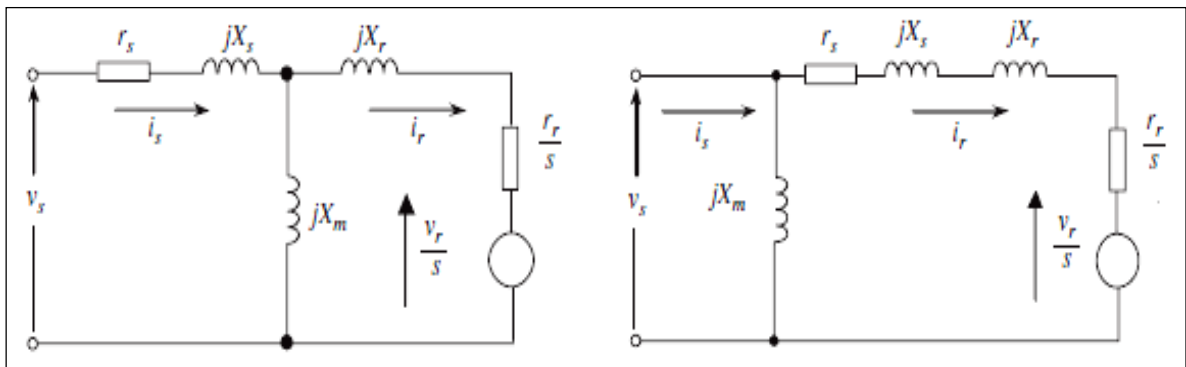 r_s jX_s jX_r
i_s i_r
r_r/s
v_s
jX_m
v_r/s
r_s jX_s jX_r
i_s i_r
r_r/s
v_s
jX_m
v_r/s